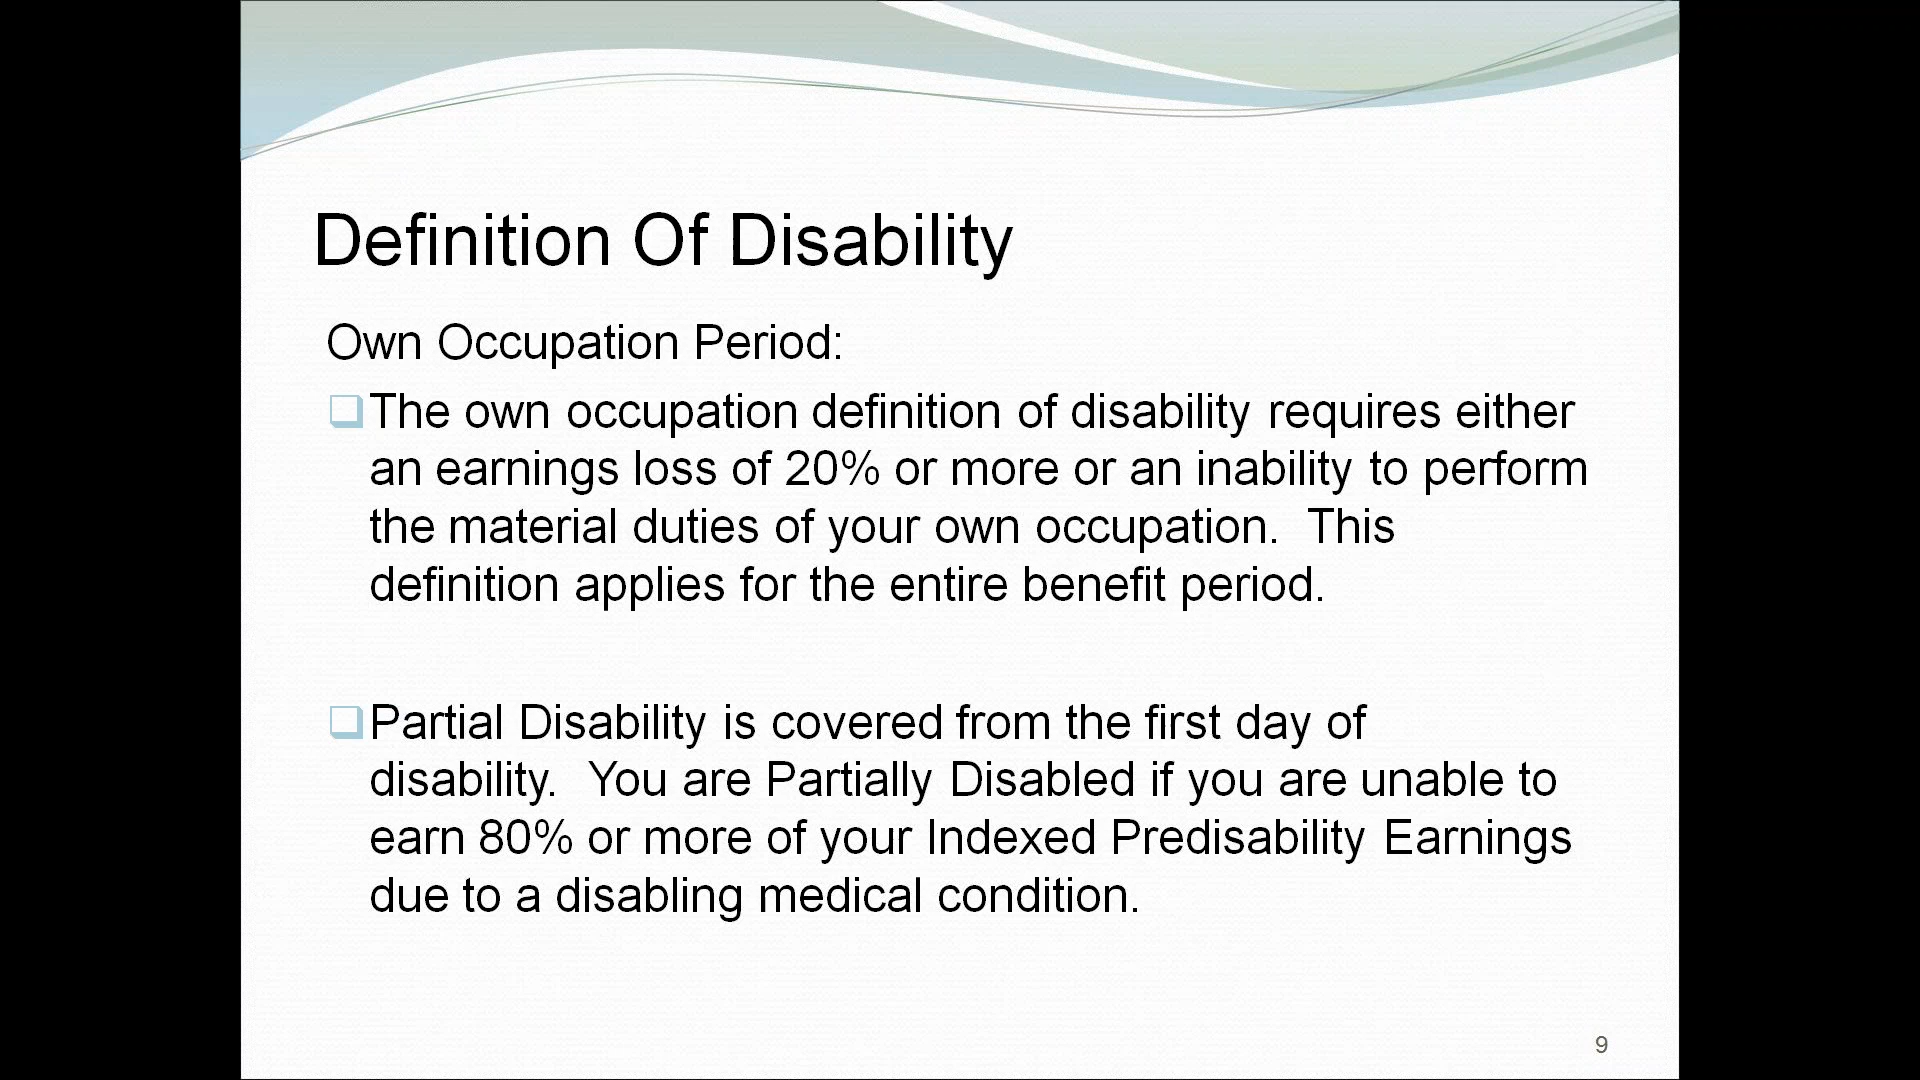 Definition Of Disability
Own Occupation Period:
The own occupation definition of disability requires either
an earnings loss of 20% or more or an inability to perform
the material duties of your own occupation.  This
definition applies for the entire benefit period.
Partial Disability is covered from the first day of
disability.  You are Partially Disabled if you are unable to
earn 80% or more of your Indexed Predisability Earnings
due to a disabling medical condition.
9